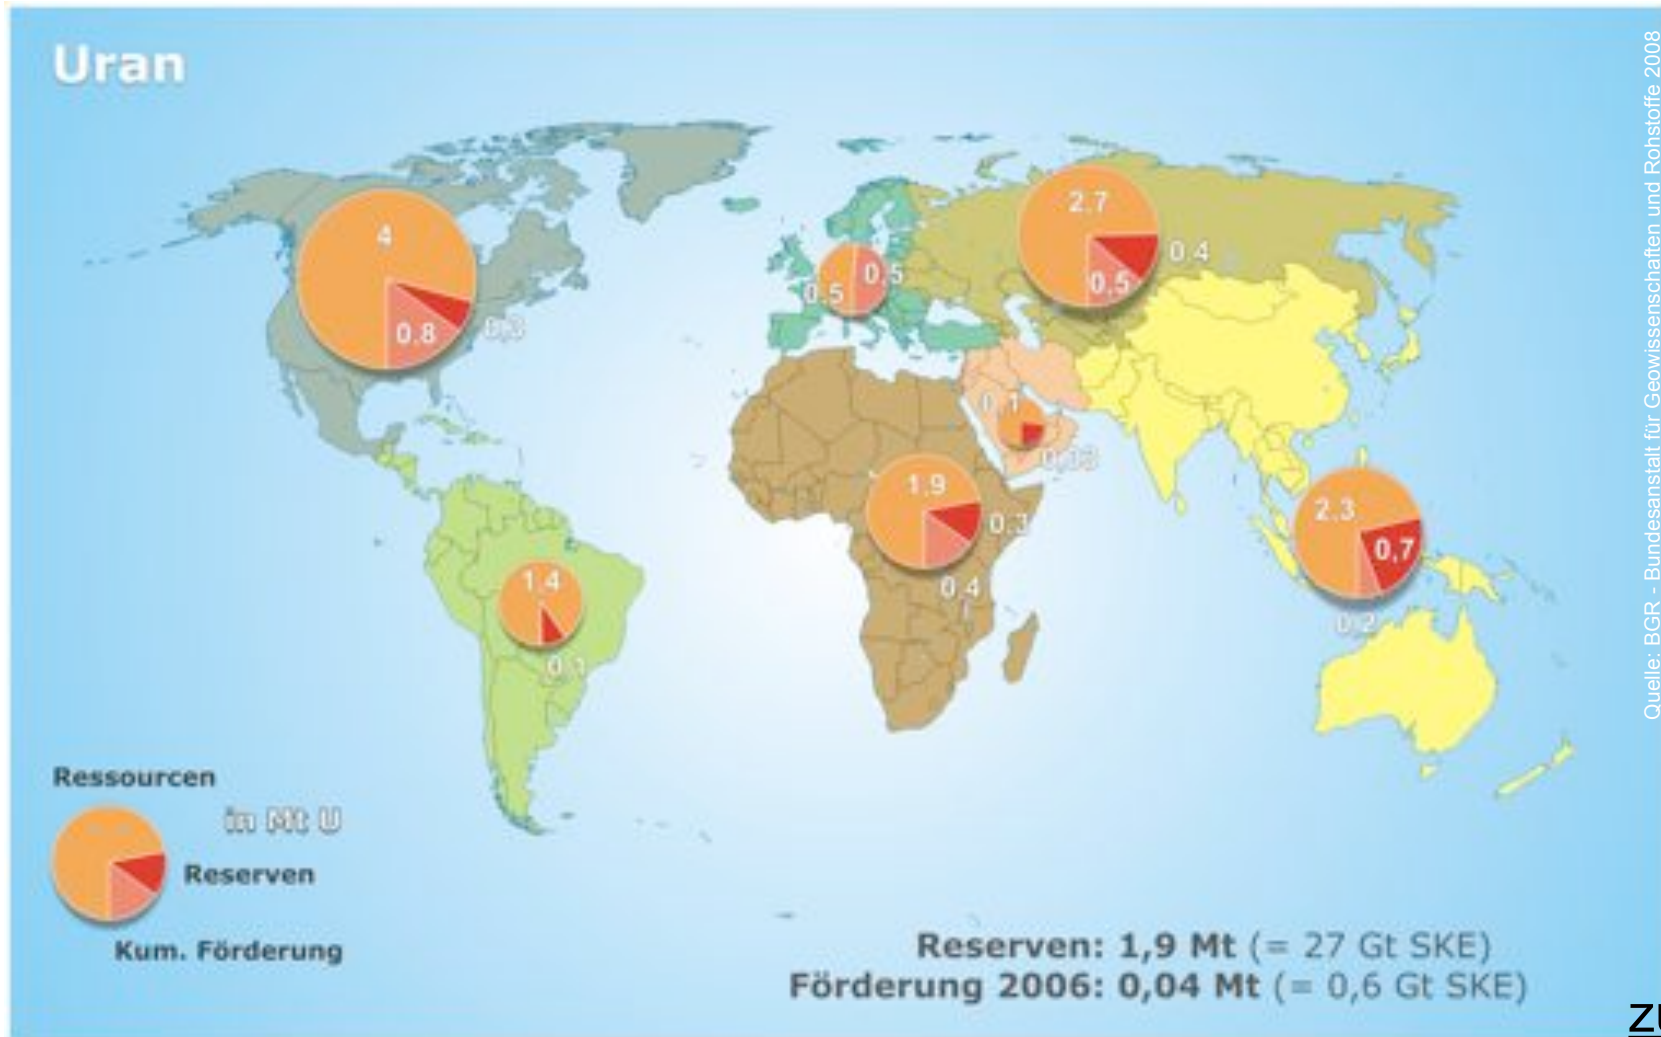 Uran
Quelle: BGR - Bundesanstalt für Geowissenschaften und Rohstoffe 2008
4
0.8
0,3
0.5
0,5
2.7
0.4
0.5
0,1
0,03
1.9
0.3
0.4
1.4
0.1
2.3
0.7
0.2
Ressourcen
in Mt U
Reserven
Kum. Förderung
Reserven: 1,9 Mt (= 27 Gt SKE)
Förderung 2006: 0,04 Mt (= 0,6 Gt SKE)